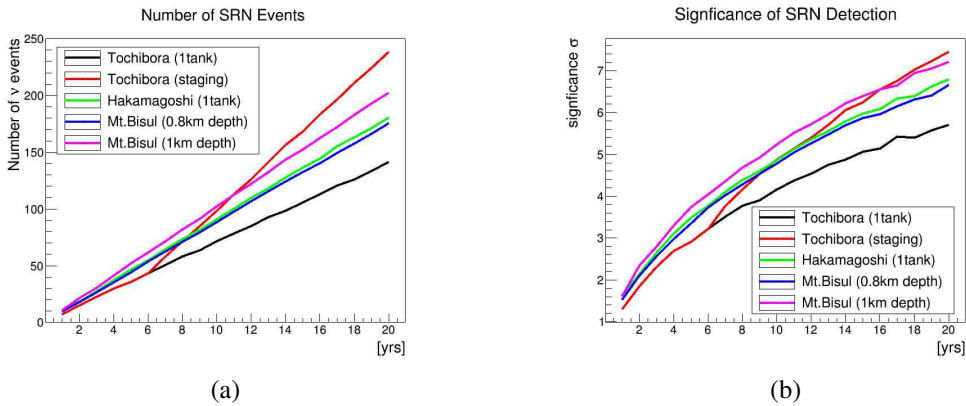 Number of SRN Events
Number of ν events
250
200
150
100
50
0
Tochibora (1tank)
Tochibora (staging)
Hakamagoshi (1tank)
Mt.Bisul (0.8km depth)
Mt.Bisul (1km depth)
2 4 6 8 10 12 14 16 18 20
[yrs]
(a)
Signficance of SRN Detection
signficance σ
7
6
5
4
3
2
1
Tochibora (1tank)
Tochibora (staging)
Hakamagoshi (1tank)
Mt.Bisul (0.8km depth)
Mt.Bisul (1km depth)
2 4 6 8 10 12 14 16 18 20
[yrs]
(b)